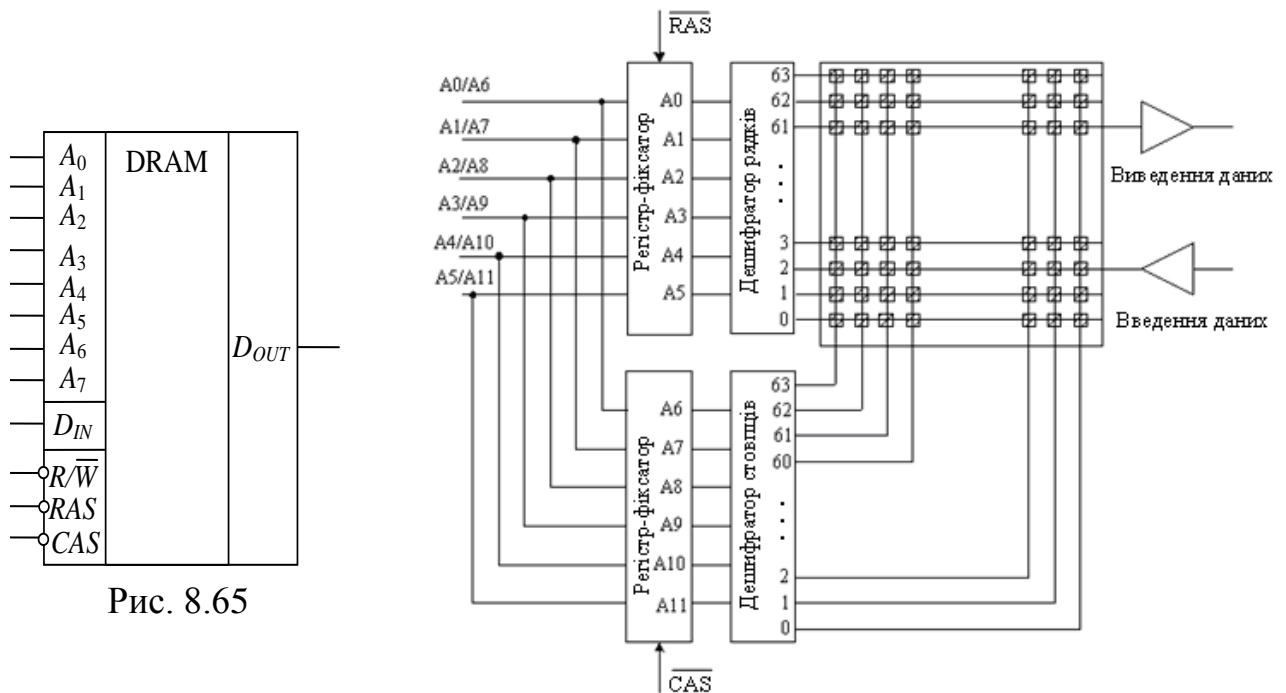 A0
A1
A2
A3
A4
A5
A6
A7
DIN
R/W̅
RAS
CAS
DRAM
DOUT
Рис. 8.65
R̅A̅S̅
A0/A6
A1/A7
A2/A8
A3/A9
A4/A10
A5/A11
Регістр-фіксатор
A0
A1
A2
A3
A4
A5
Дешифратор рядків
63
62
61
3
2
1
0
Виведення даних
Введення даних
Регістр-фіксатор
A6
A7
A8
A9
A10
A11
Дешифратор стовпців
63
62
61
60
2
1
0
C̅A̅S̅